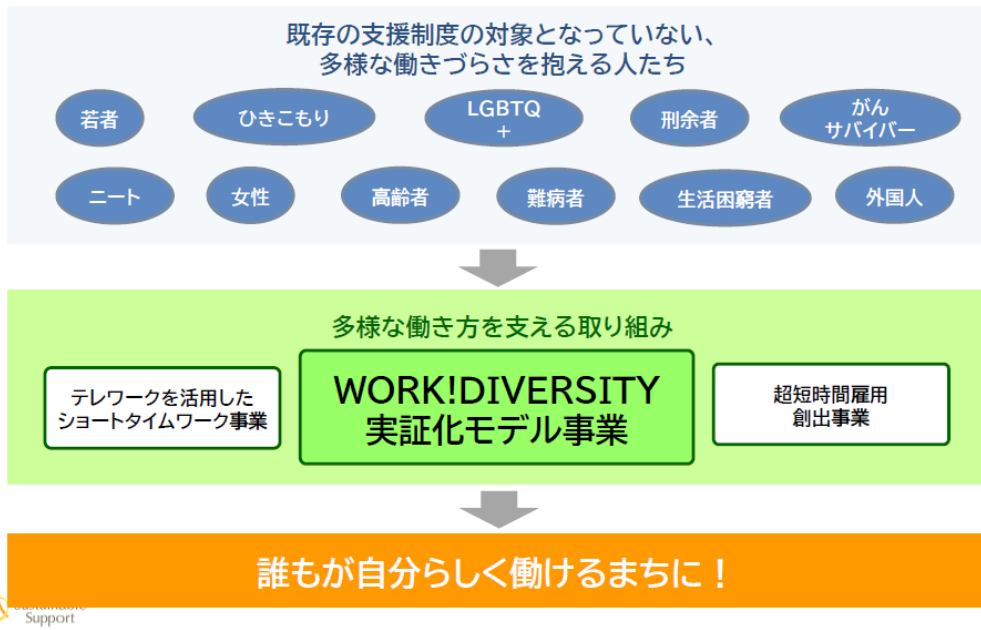 既存の支援制度の対象となっていない、
多様な働きづらさを抱える人たち
若者
ひきこもり
LGBTQ
+
刑余者
がん
サバイバー
ニート
女性
高齢者
難病者
生活困窮者
外国人
多様な働き方を支える取り組み
テレワークを活用した
ショートタイムワーク事業
WORK!DIVERSITY
実証化モデル事業
超短時間雇用
創出事業
誰もが自分らしく働けるまちに！
Sustainable
Support